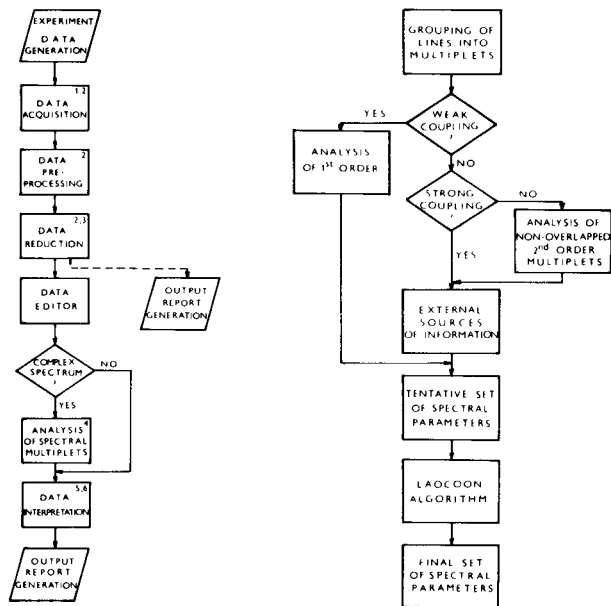 EXPERIMENT
DATA
GENERATION
1,2
DATA
ACQUISITION
2
DATA
PRE-
PROCESSING
2,3
DATA
REDUCTION
DATA
EDITOR
OUTPUT
REPORT
GENERATION
COMPLEX
SPECTRUM
?
NO
YES
4
ANALYSIS
OF SPECTRAL
MULTIPLETS
5,6
DATA
INTERPRETATION
OUTPUT
REPORT
GENERATION
GROUPING OF
LINES INTO
MULTIPLETS
WEAK
COUPLING
?
YES
NO
ANALYSIS
OF 1st ORDER
STRONG
COUPLING
?
NO
YES
ANALYSIS OF
NON-OVERLAPPED
2nd ORDER
MULTIPLETS
EXTERNAL
SOURCES
OF INFORMATION
TENTATIVE SET
OF SPECTRAL
PARAMETERS
LAOCOON
ALGORITHM
FINAL SET
OF SPECTRAL
PARAMETERS